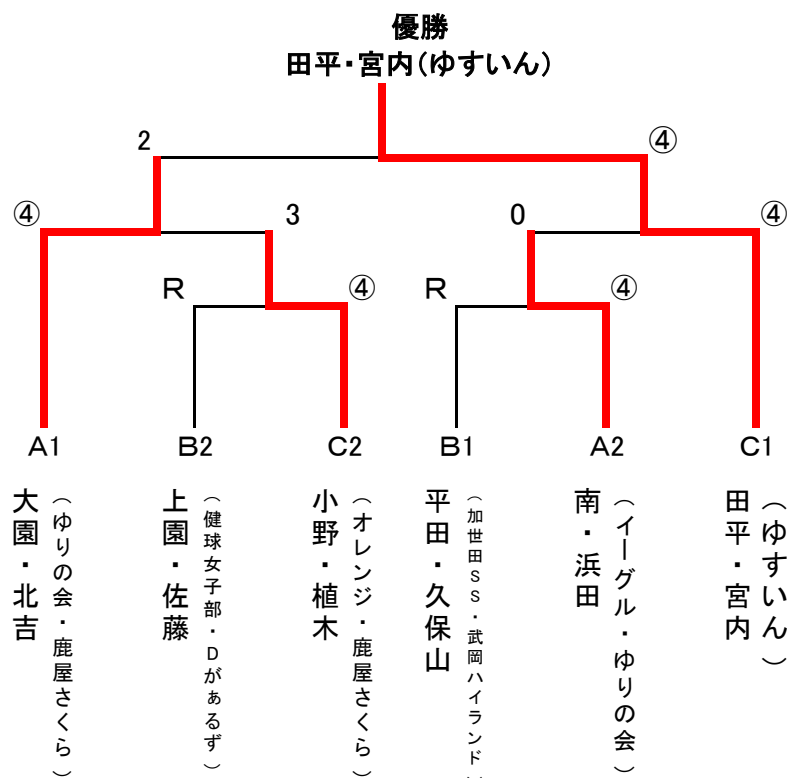 優勝
田平・宮内(ゆすいん)
2
④
④
3
0
④
R
④
R
④
A1
B2
C2
B1
A2
C1
大園・北吉
(ゆりの会・鹿屋さくら)
上園・佐藤
(健球女子部・Dがぁるず)
小野・植木
(オレンジ・鹿屋さくら)
平田・久保山
(加世田SS・武岡ハイランド)
南・浜田
(イーグル・ゆりの会)
田平・宮内
(ゆすいん)